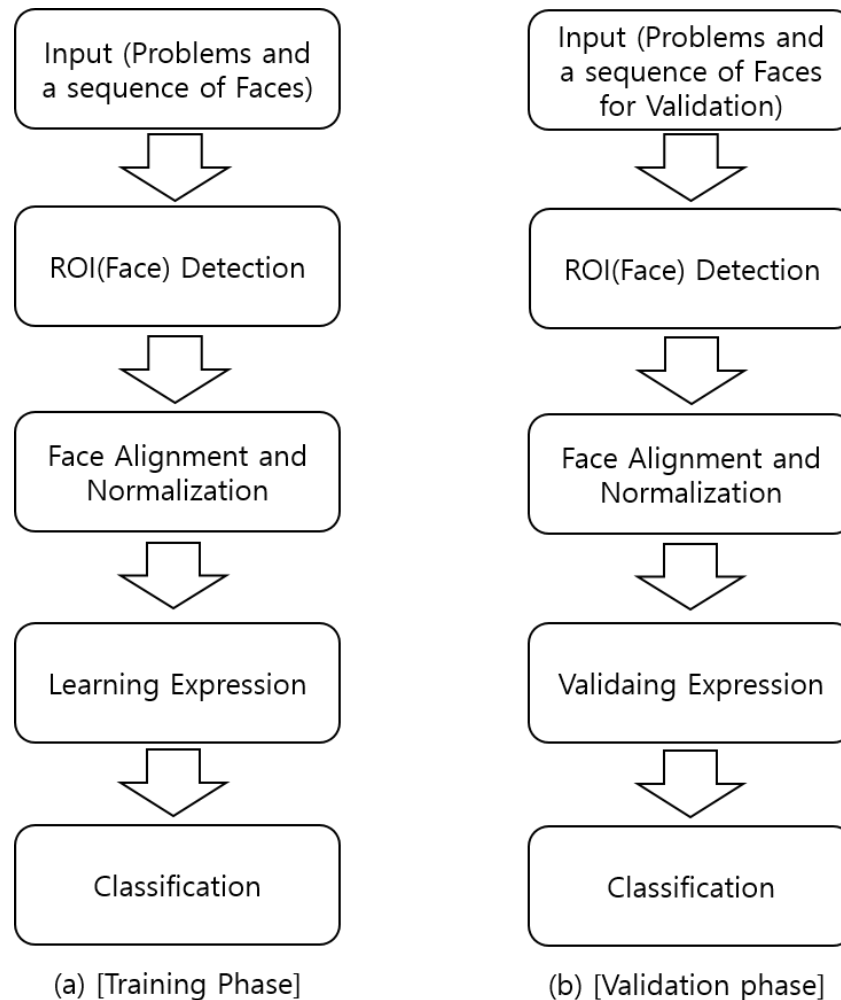 Input (Problems and
a sequence of Faces)
ROI(Face) Detection
Face Alignment and
Normalization
Learning Expression
Classification
(a) [Training Phase]
Input (Problems and
a sequence of Faces
for Validation)
ROI(Face) Detection
Face Alignment and
Normalization
Validaing Expression
Classification
(b) [Validation phase]